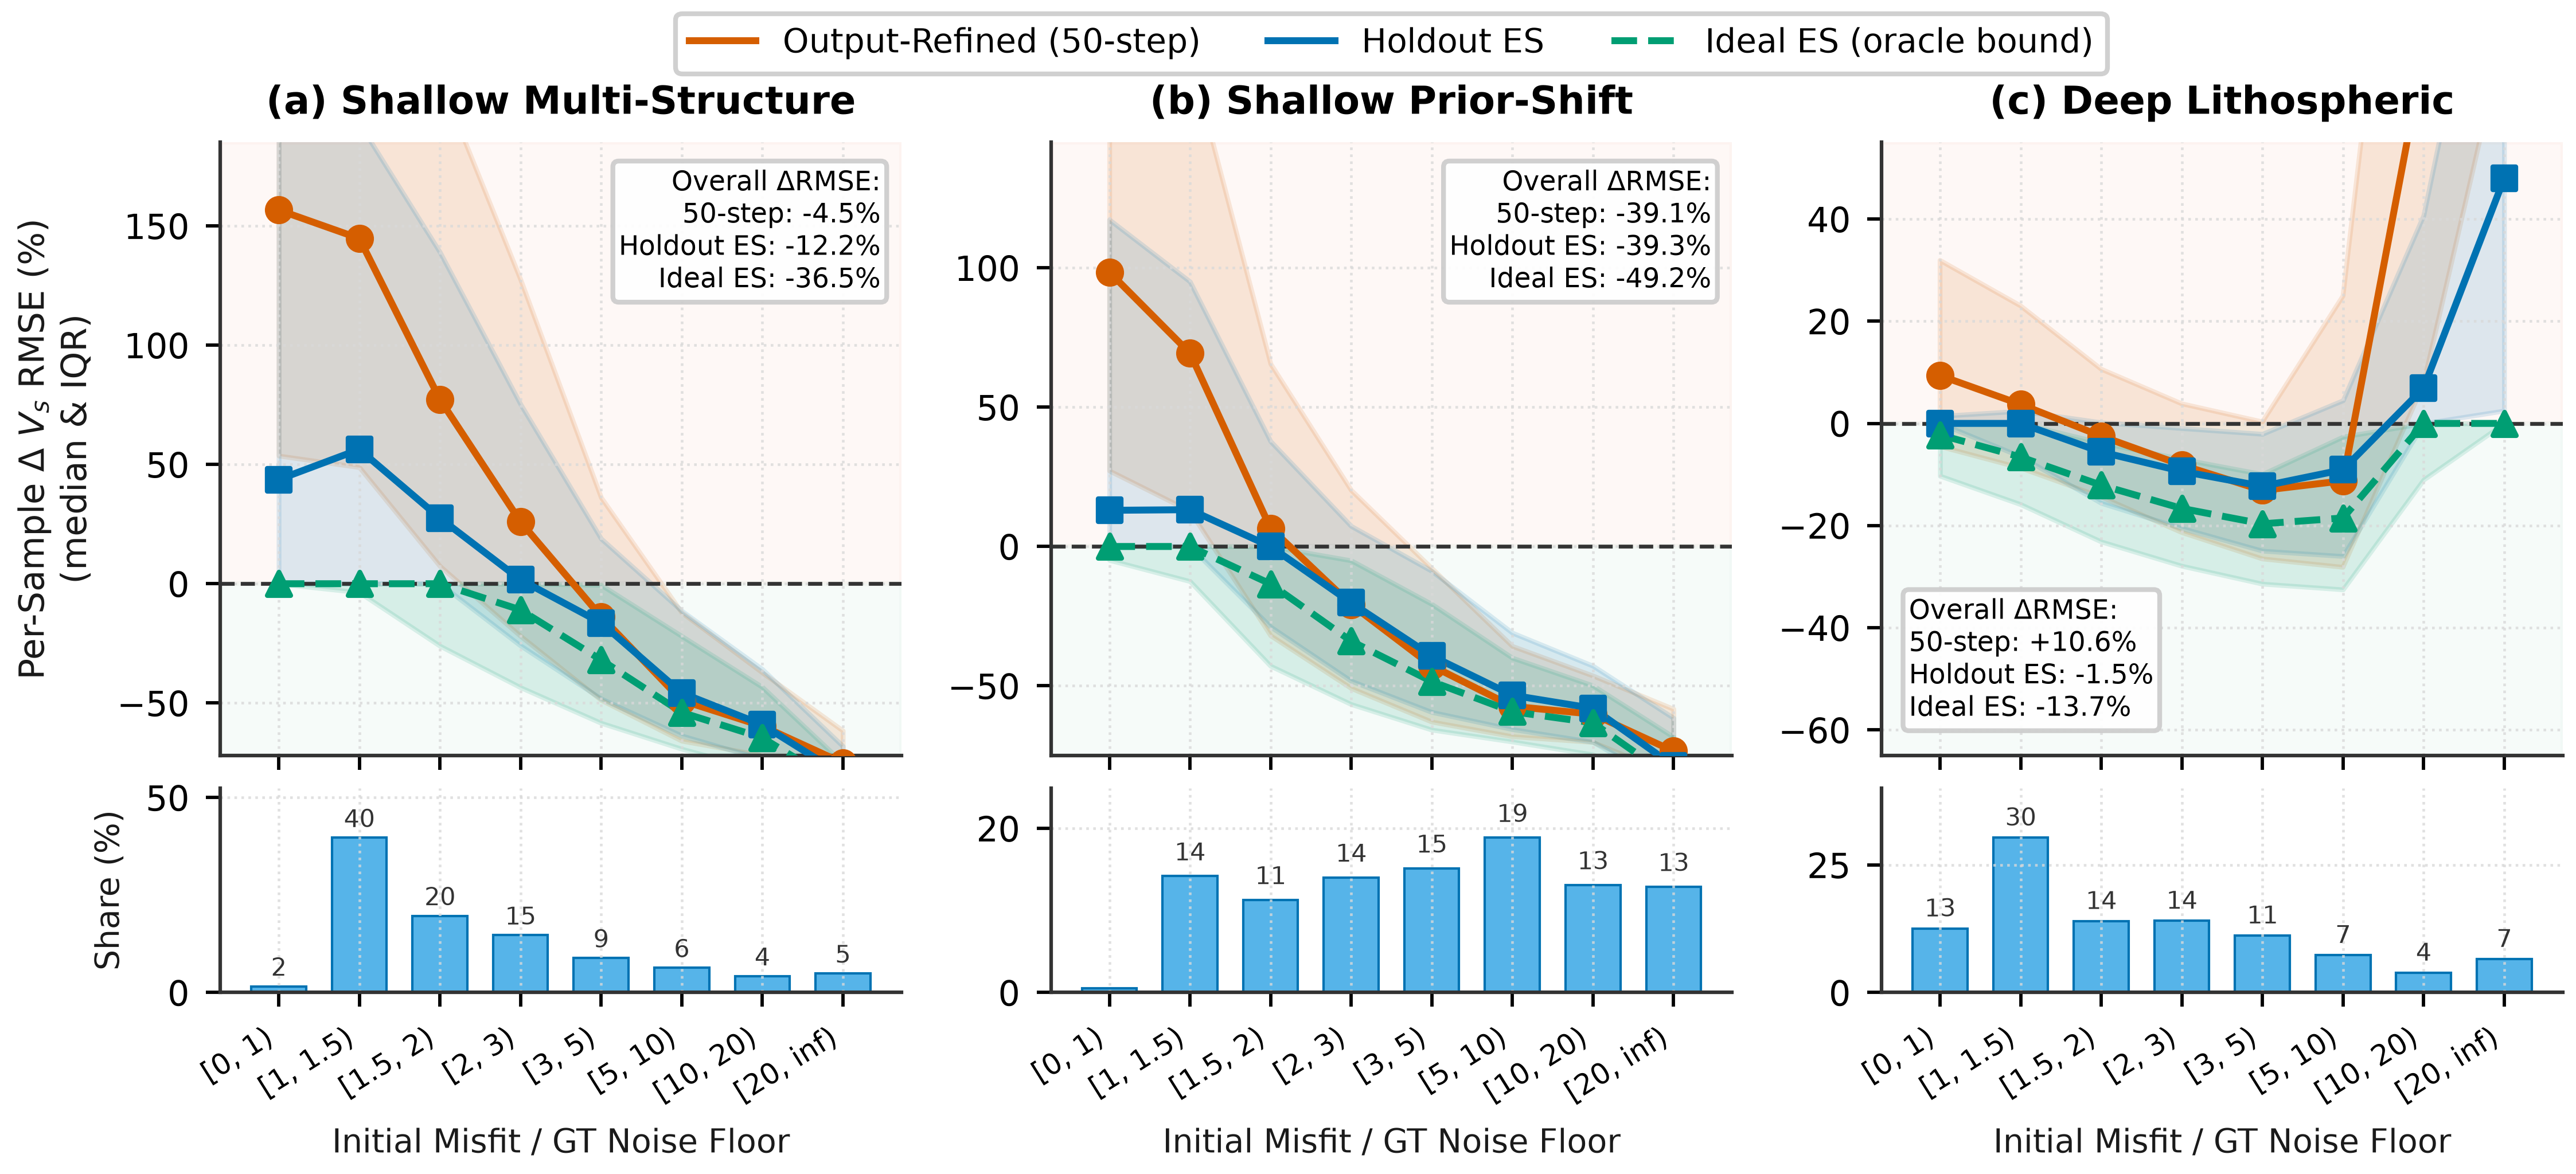 Output-Refined (50-step)
Holdout ES
Ideal ES (oracle bound)
(a) Shallow Multi-Structure
(b) Shallow Prior-Shift
(c) Deep Lithospheric
Per-Sample Δ Vs RMSE (%)
(median & IQR)
150
100
50
0
−50
Overall ΔRMSE:
50-step: -4.5%
Holdout ES: -12.2%
Ideal ES: -36.5%
100
50
0
−50
Overall ΔRMSE:
50-step: -39.1%
Holdout ES: -39.3%
Ideal ES: -49.2%
40
20
0
−20
−40
−60
Overall ΔRMSE:
50-step: +10.6%
Holdout ES: -1.5%
Ideal ES: -13.7%
Share (%)
50
0
2
40
20
15
9
6
4
5
20
0
14
11
14
15
19
13
13
25
0
13
30
14
14
11
7
4
7
[0, 1)
[1, 1.5)
[1.5, 2)
[2, 3)
[3, 5)
[5, 10)
[10, 20)
[20, inf)
[0, 1)
[1, 1.5)
[1.5, 2)
[2, 3)
[3, 5)
[5, 10)
[10, 20)
[20, inf)
[0, 1)
[1, 1.5)
[1.5, 2)
[2, 3)
[3, 5)
[5, 10)
[10, 20)
[20, inf)
Initial Misfit / GT Noise Floor
Initial Misfit / GT Noise Floor
Initial Misfit / GT Noise Floor